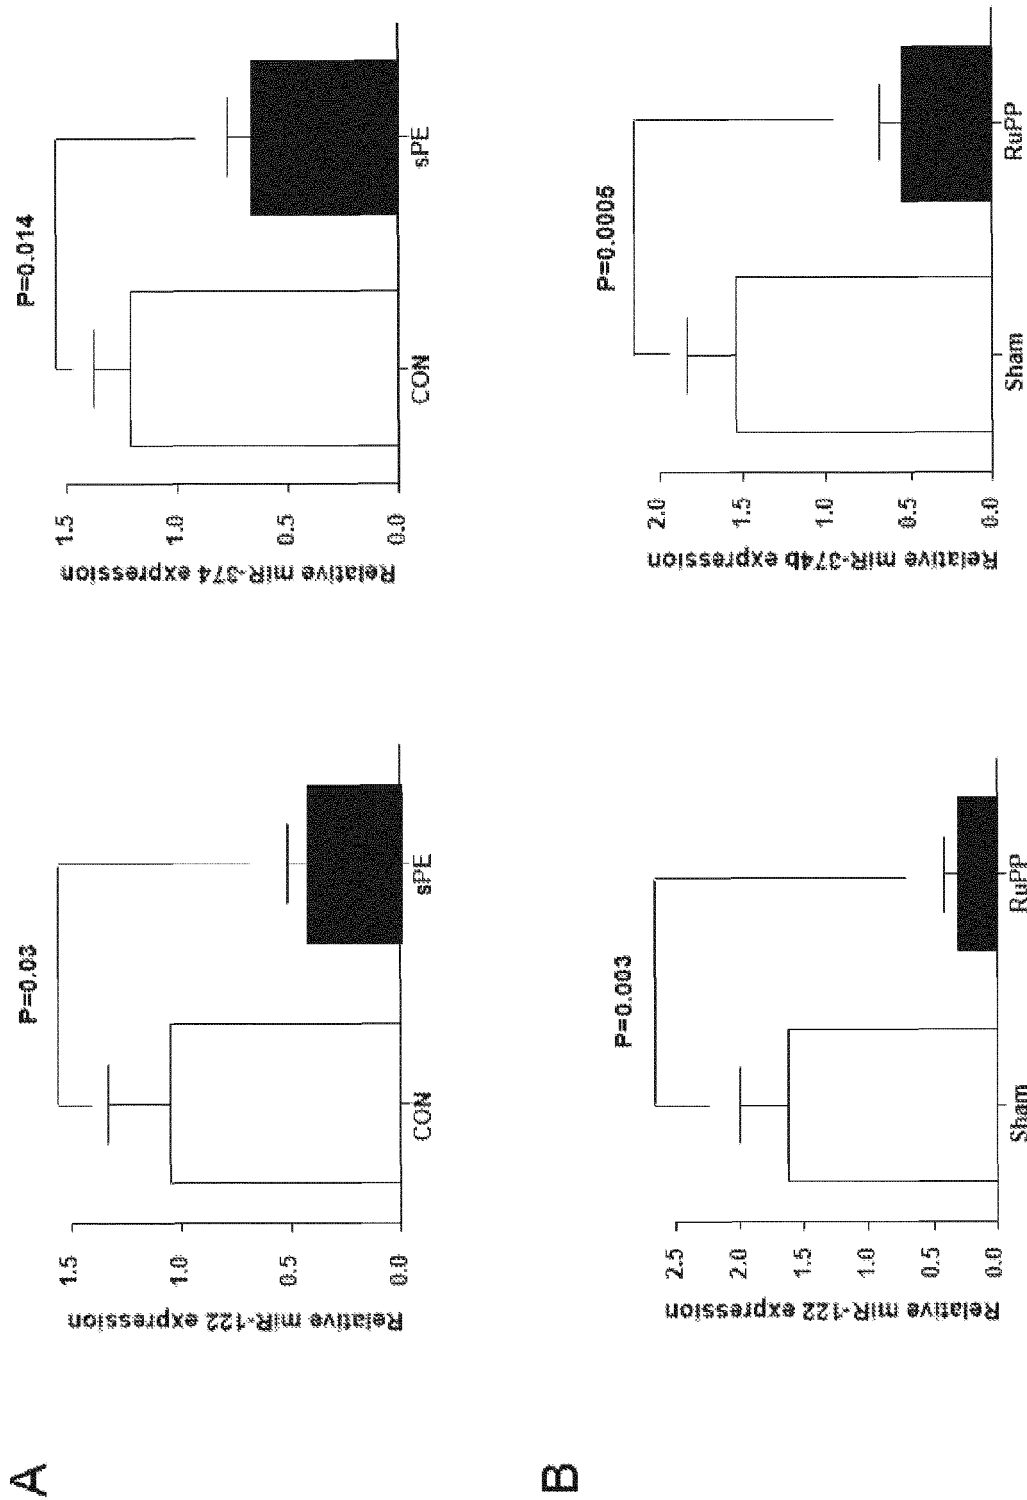 A
P=0.03
1.5
1.0
0.5
0.0
Relative miR-122 expression
CON
sPE
P=0.014
1.5
1.0
0.5
0.0
Relative miR-374 expression
CON
sPE
B
P=0.003
2.5
2.0
1.5
1.0
0.5
0.0
Relative miR-122 expression
Sham
RuPP
P=0.0005
2.0
1.5
1.0
0.5
0.0
Relative miR-374b expression
Sham
RuPP